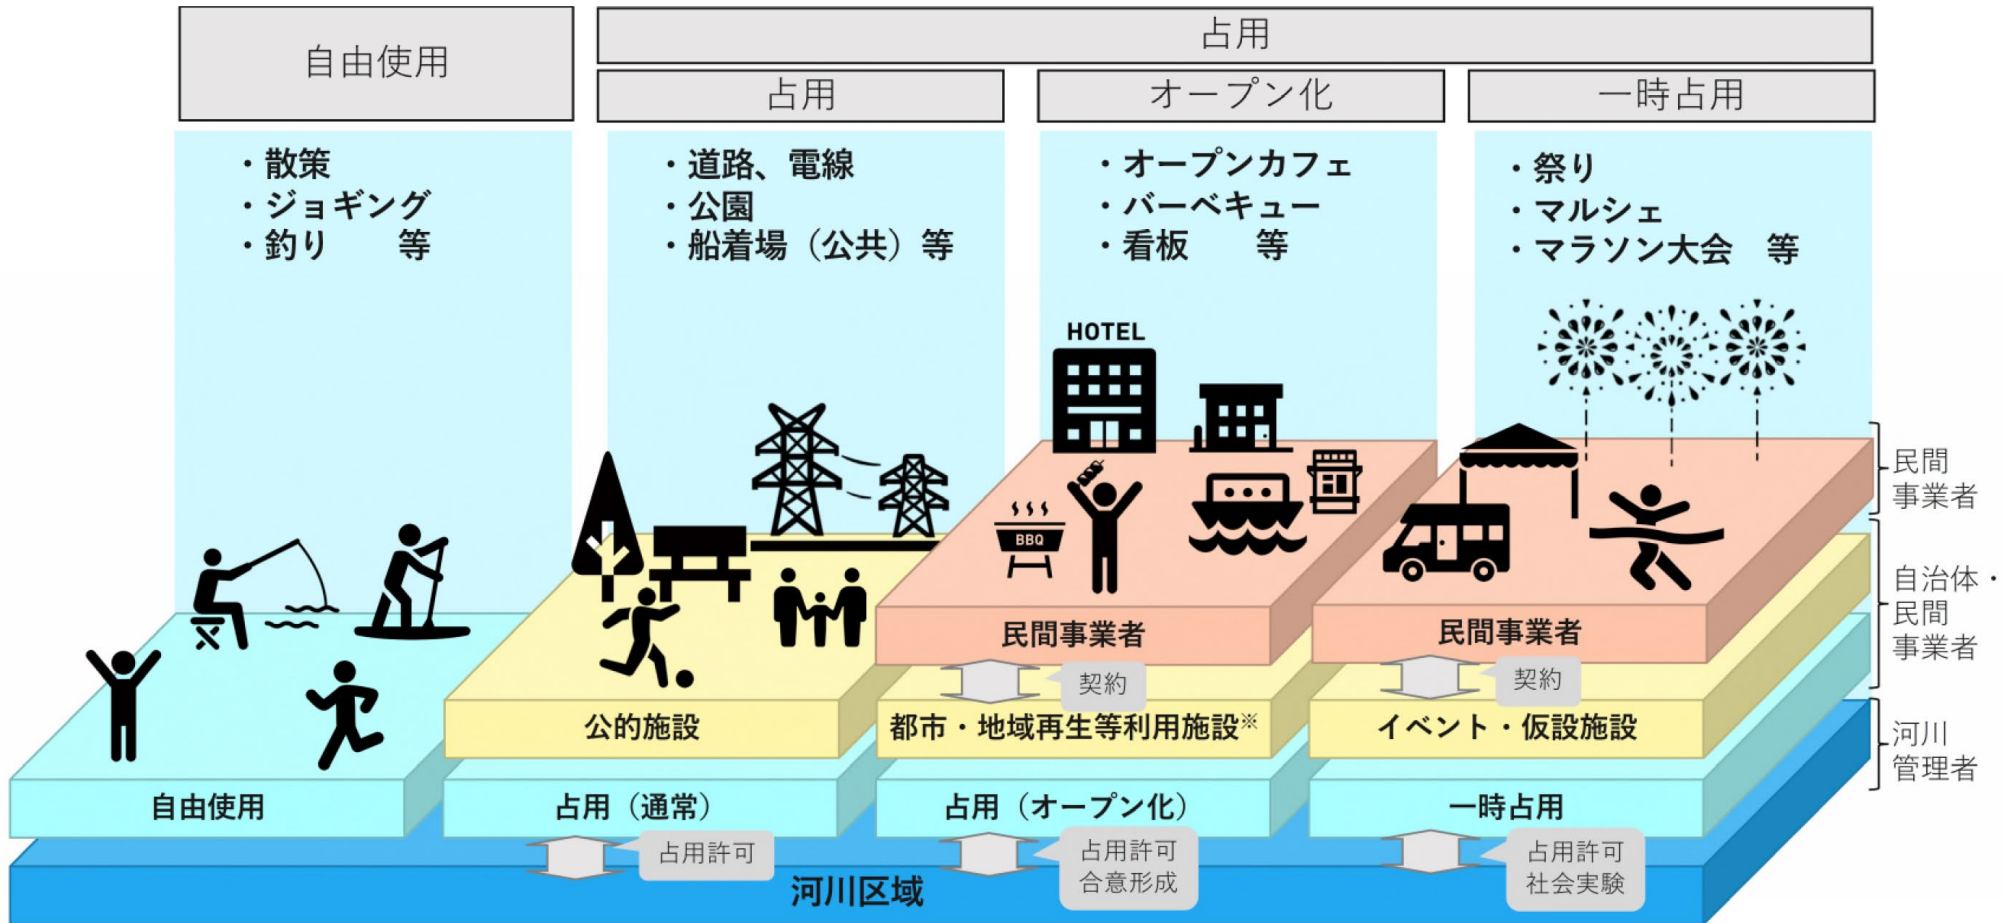 自由使用
占用
占用
オープン化
一時占用
・散策
・ジョギング
・釣り　　等
・道路、電線
・公園
・船着場（公共）等
・オープンカフェ
・バーベキュー
・看板　　等
・祭り
・マルシェ
・マラソン大会　等
HOTEL
BBQ
民間
事業者
自治体・
民間
事業者
河川
管理者
民間事業者
民間事業者
契約
契約
公的施設
都市・地域再生等利用施設※
イベント・仮設施設
自由使用
占用（通常）
占用（オープン化）
一時占用
占用許可
占用許可
合意形成
占用許可
社会実験
河川区域